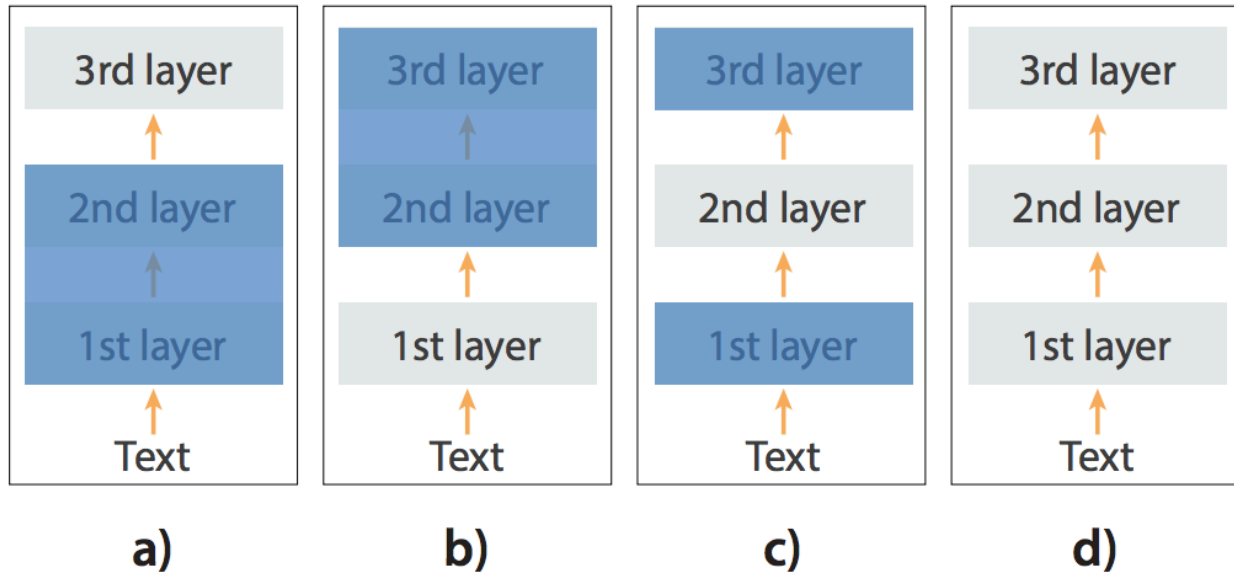 3rd layer
2nd layer
1st layer
Text
a)
3rd layer
2nd layer
1st layer
Text
b)
3rd layer
2nd layer
1st layer
Text
c)
3rd layer
2nd layer
1st layer
Text
d)